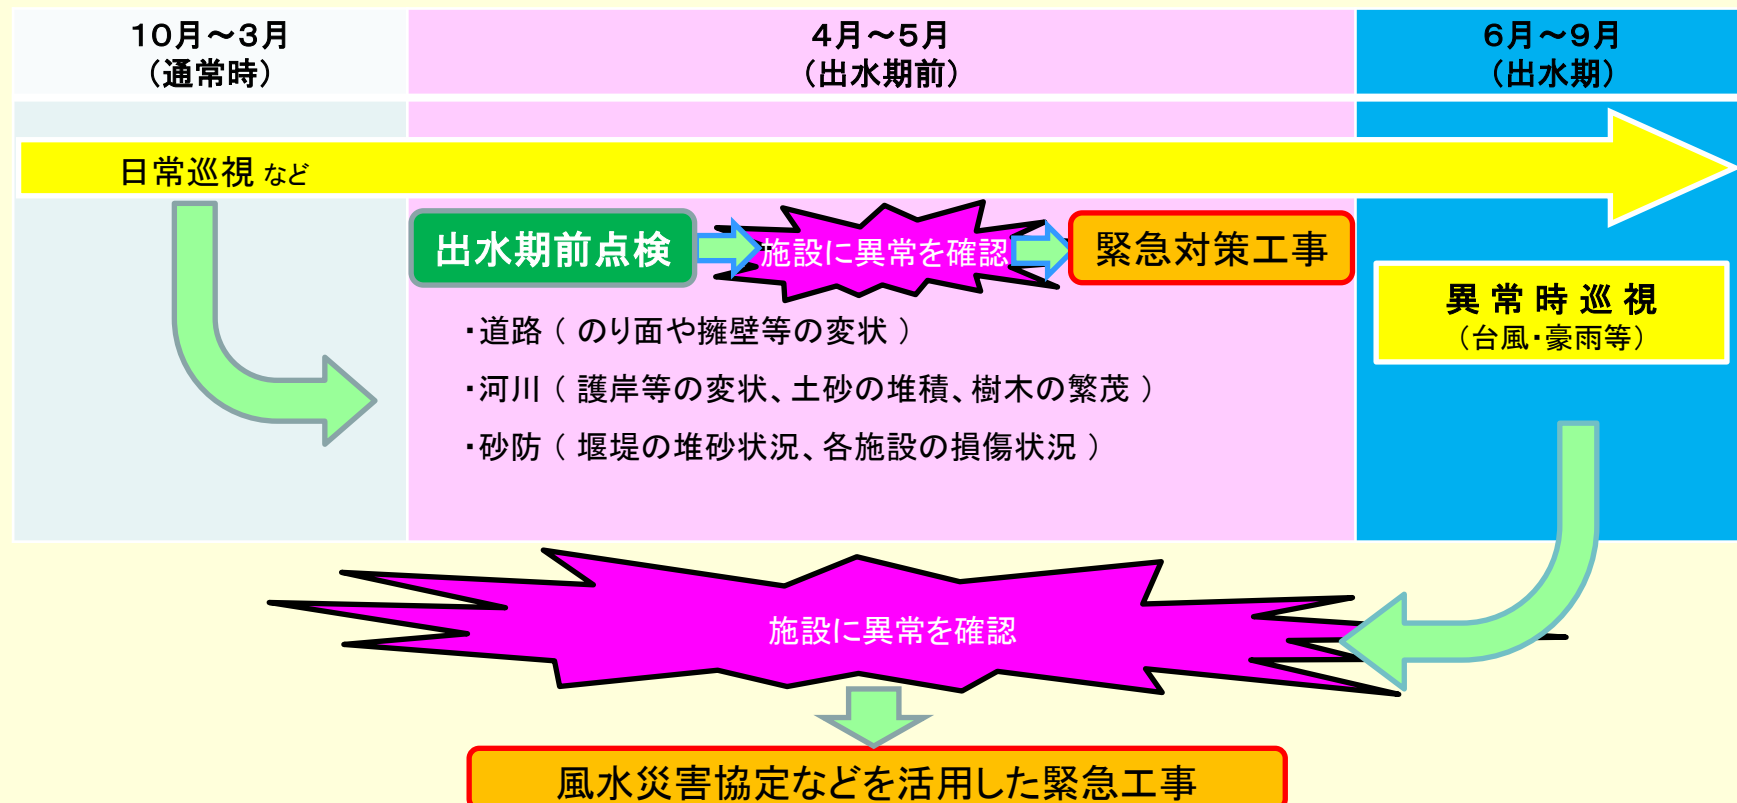 10月～3月
（通常時）
4月～5月
（出水期前）
6月～9月
（出水期）
日常巡視 など
出水期前点検
施設に異常を確認
緊急対策工事
・道路（ のり面や擁壁等の変状 ）
・河川（ 護岸等の変状、土砂の堆積、樹木の繁茂 ）
・砂防（ 堰堤の堆砂状況、各施設の損傷状況 ）
異 常 時 巡 視
（台風・豪雨等）
施設に異常を確認
風水災害協定などを活用した緊急工事